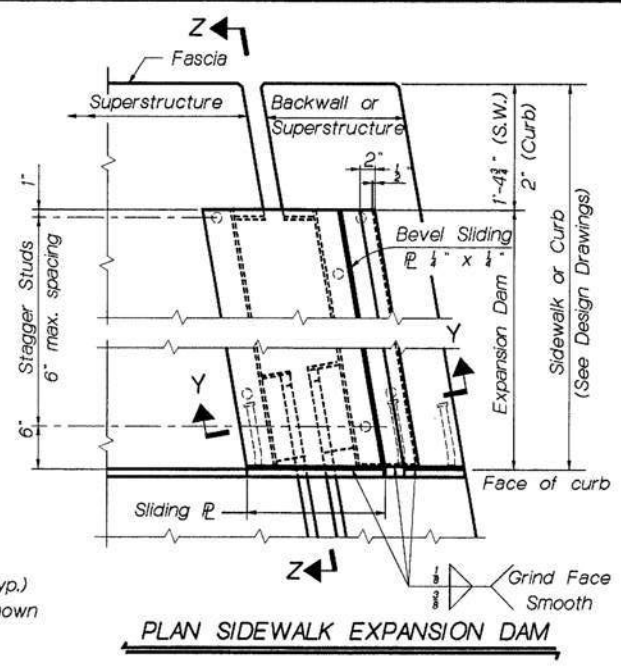 Z
Fascia
Superstructure
Backwall or
Superstructure
1'-4¾" (S.W.)
2" (Curb)
2"
½"
1"
Bevel Sliding
PL ¼" x ¼"
Stagger Studs
6" max. spacing
Expansion Dam
Sidewalk or Curb
(See Design Drawings)
Y
Y
6"
Face of curb
Sliding PL
Z
⅛
⅜
Grind Face
Smooth
yp.)
nown
PLAN SIDEWALK EXPANSION DAM